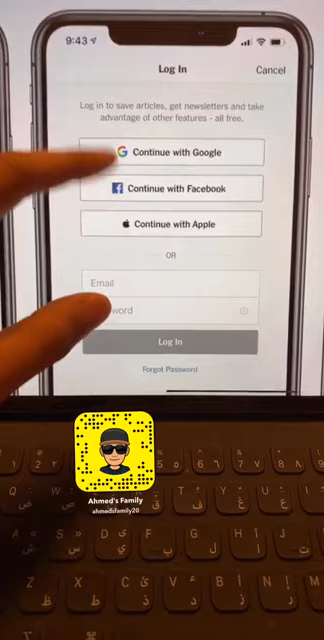 9:43
Log In
Cancel
Log in to save articles, get newsletters and take
advantage of other features - all free.
Continue with Google
Continue with Facebook
Continue with Apple
OR
Email
word
Log In
Forgot Password
Ahmed's Family
ahmedsfamily20
Q W T Y U
A S D F G H J
ش س ي ب ل ا ت
Z X C V B N